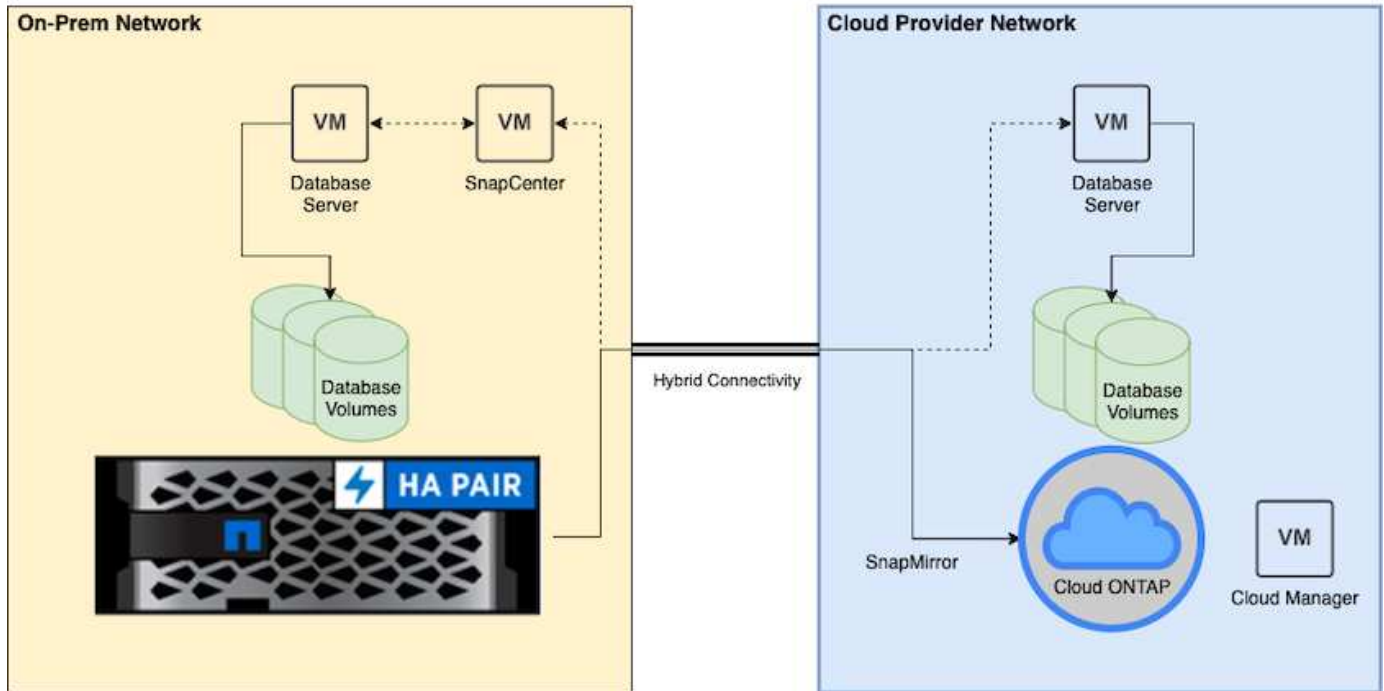 On-Prem Network
VM
VM
Database
Server
SnapCenter
Database
Volumes
HA PAIR
Hybrid Connectivity
Cloud Provider Network
VM
Database
Server
Database
Volumes
SnapMirror
Cloud ONTAP
VM
Cloud Manager